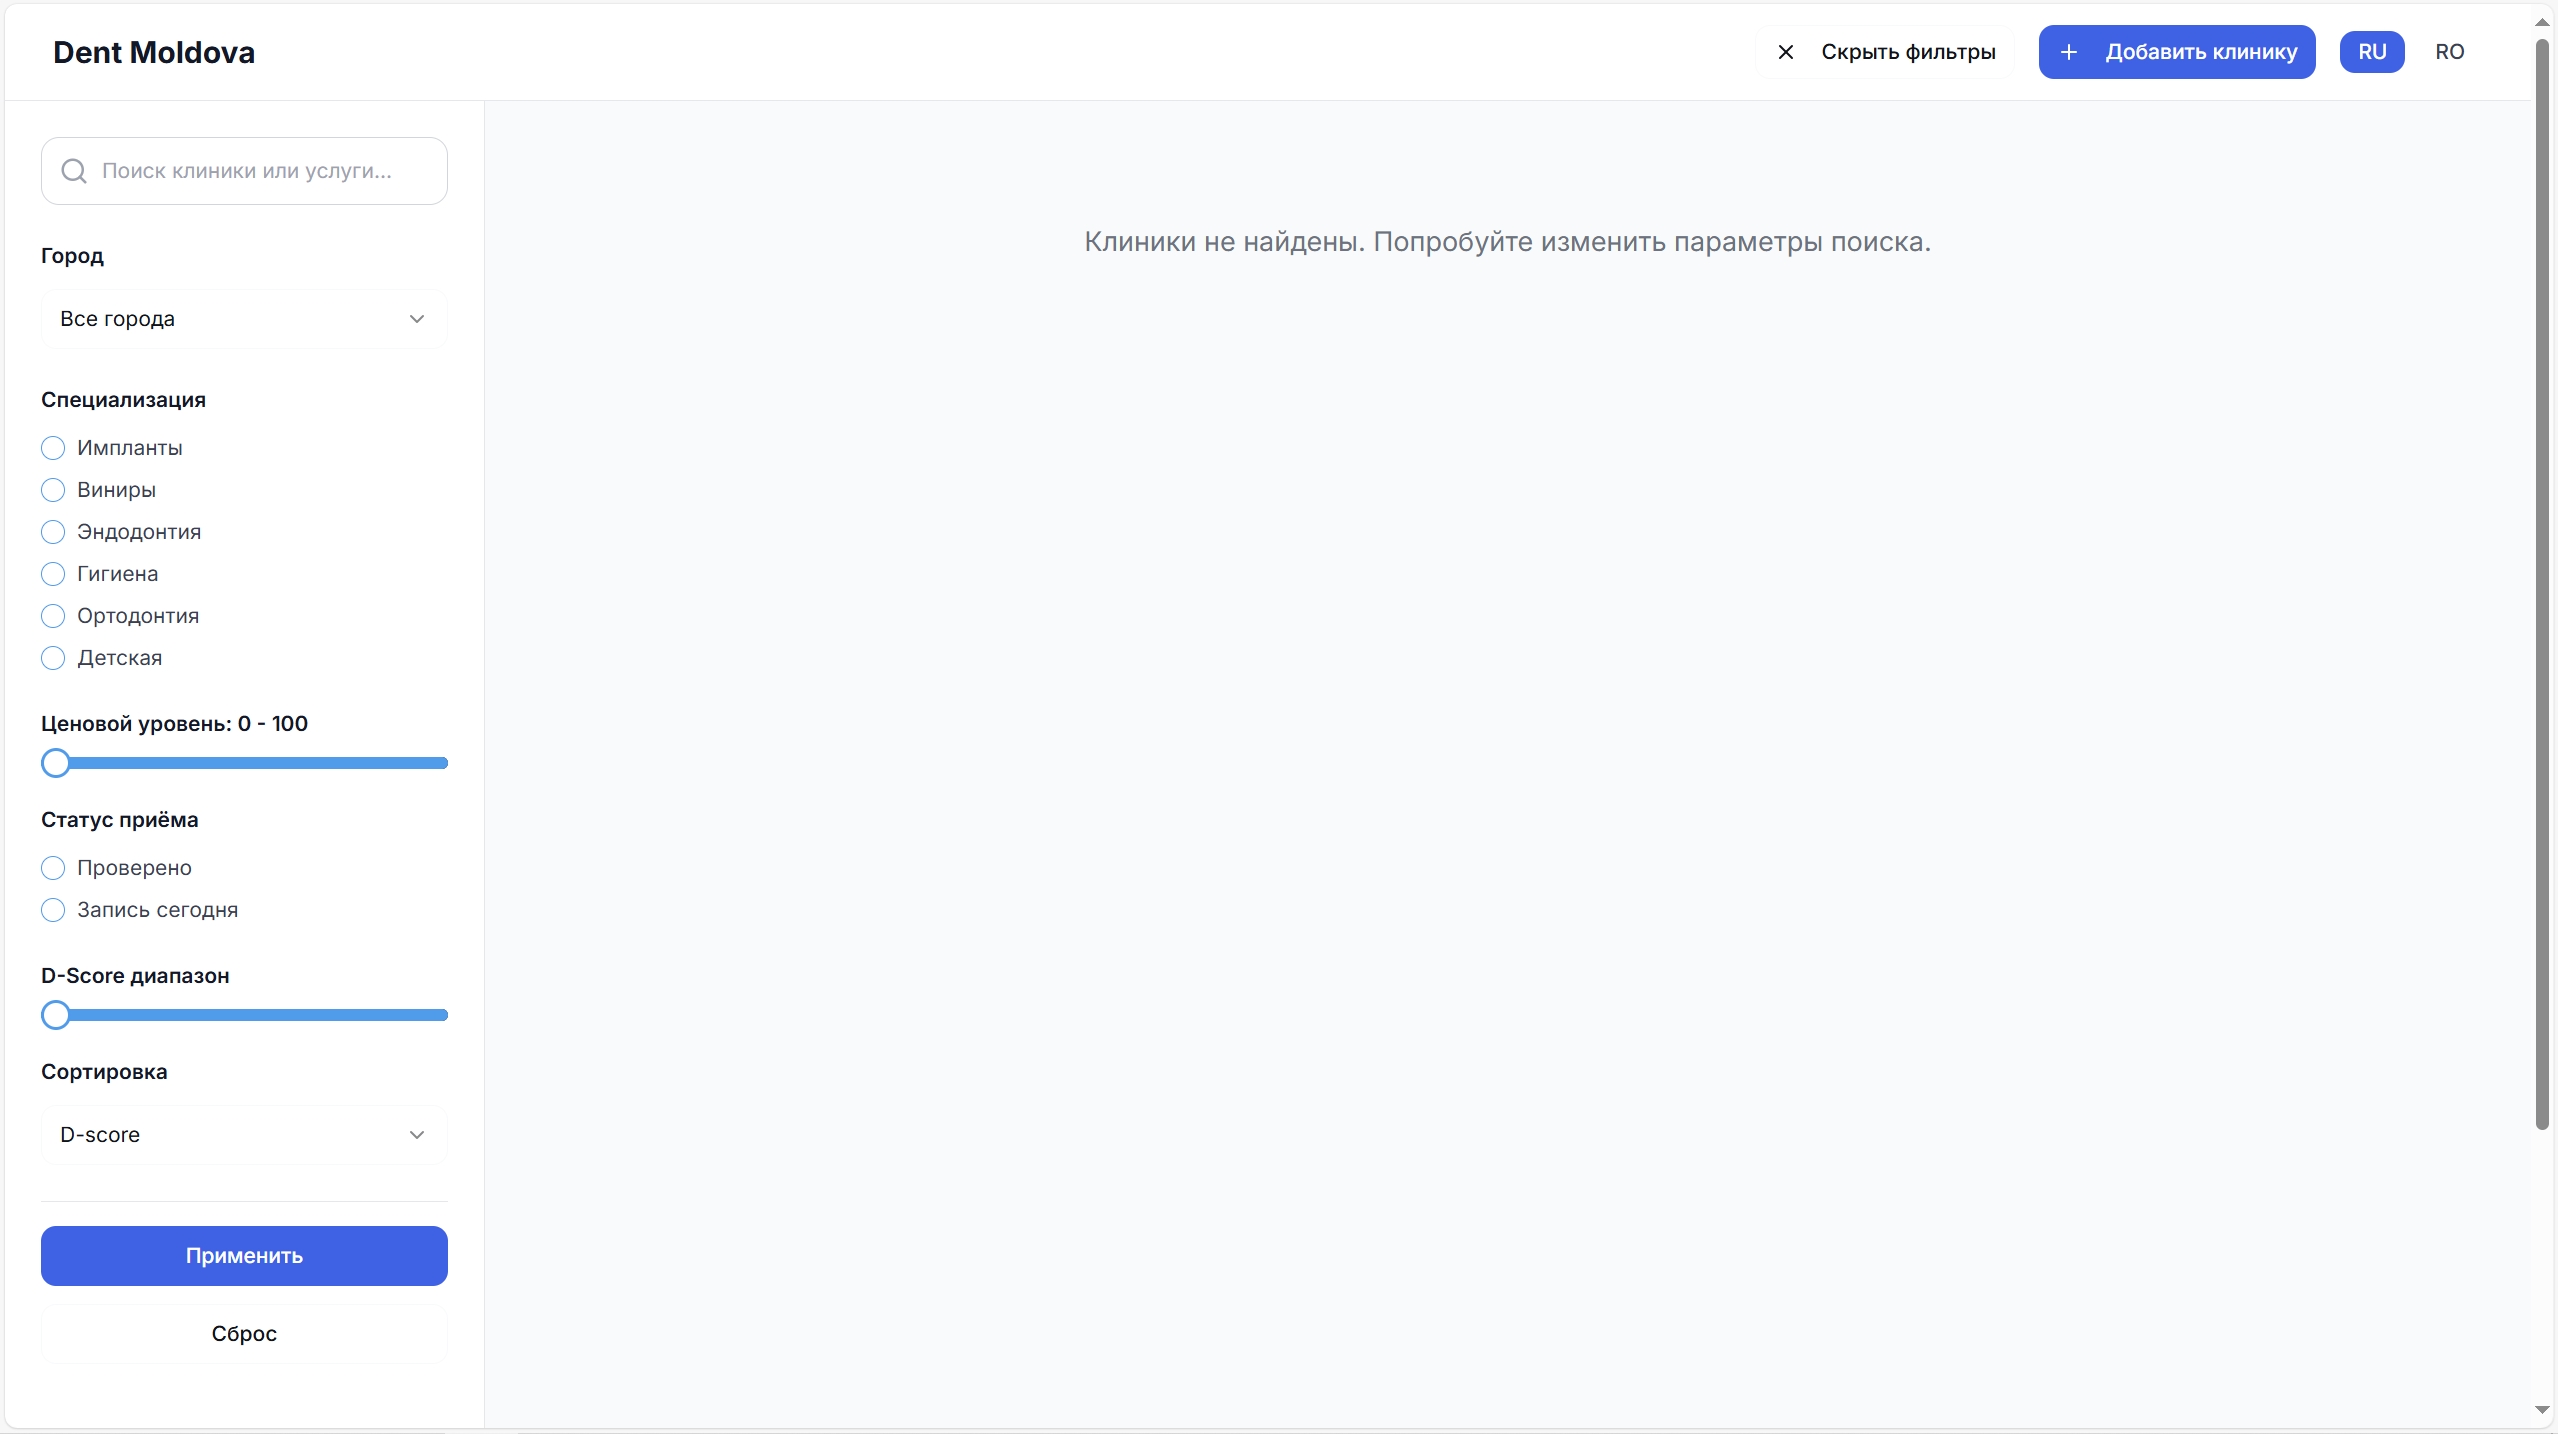 Dent Moldova
Скрыть фильтры
Добавить клинику
RU
RO
Поиск клиники или услуги...
Город
Все города
Специализация
Импланты
Виниры
Эндодонтия
Гигиена
Ортодонтия
Детская
Ценовой уровень: 0 - 100
Статус приёма
Проверено
Запись сегодня
D-Score диапазон
Сортировка
D-score
Применить
Сброс
Клиники не найдены. Попробуйте изменить параметры поиска.